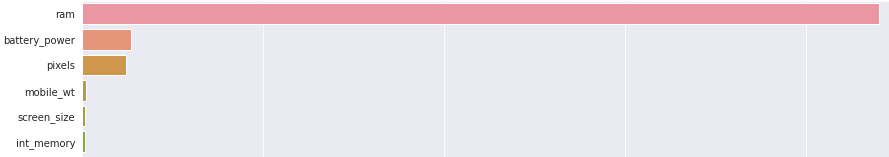 ram
battery_power
pixels
mobile_wt
screen_size
int_memory